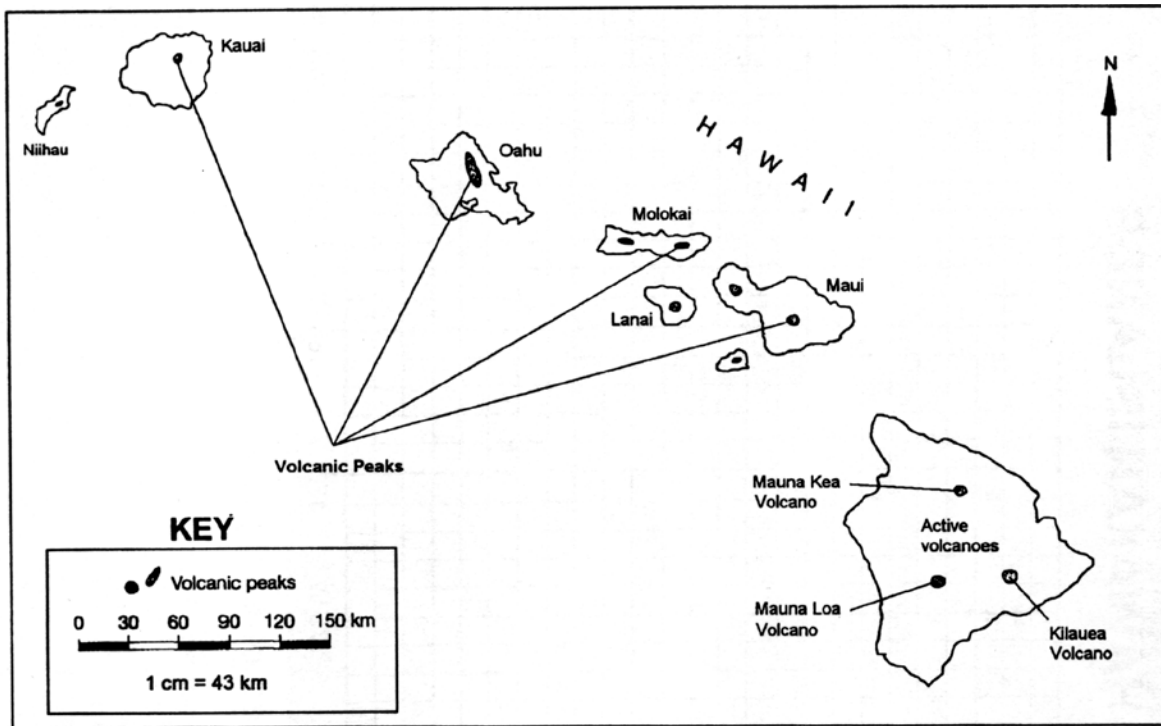 Kauai
N
Niihau
Oahu
HAWAII
Molokai
Maui
Lanai
Volcanic Peaks
Mauna Kea
Volcano
Active
volcanoes
Mauna Loa
Volcano
Kilauea
Volcano
KEY
Volcanic peaks
0 30 60 90 120 150 km
1 cm = 43 km